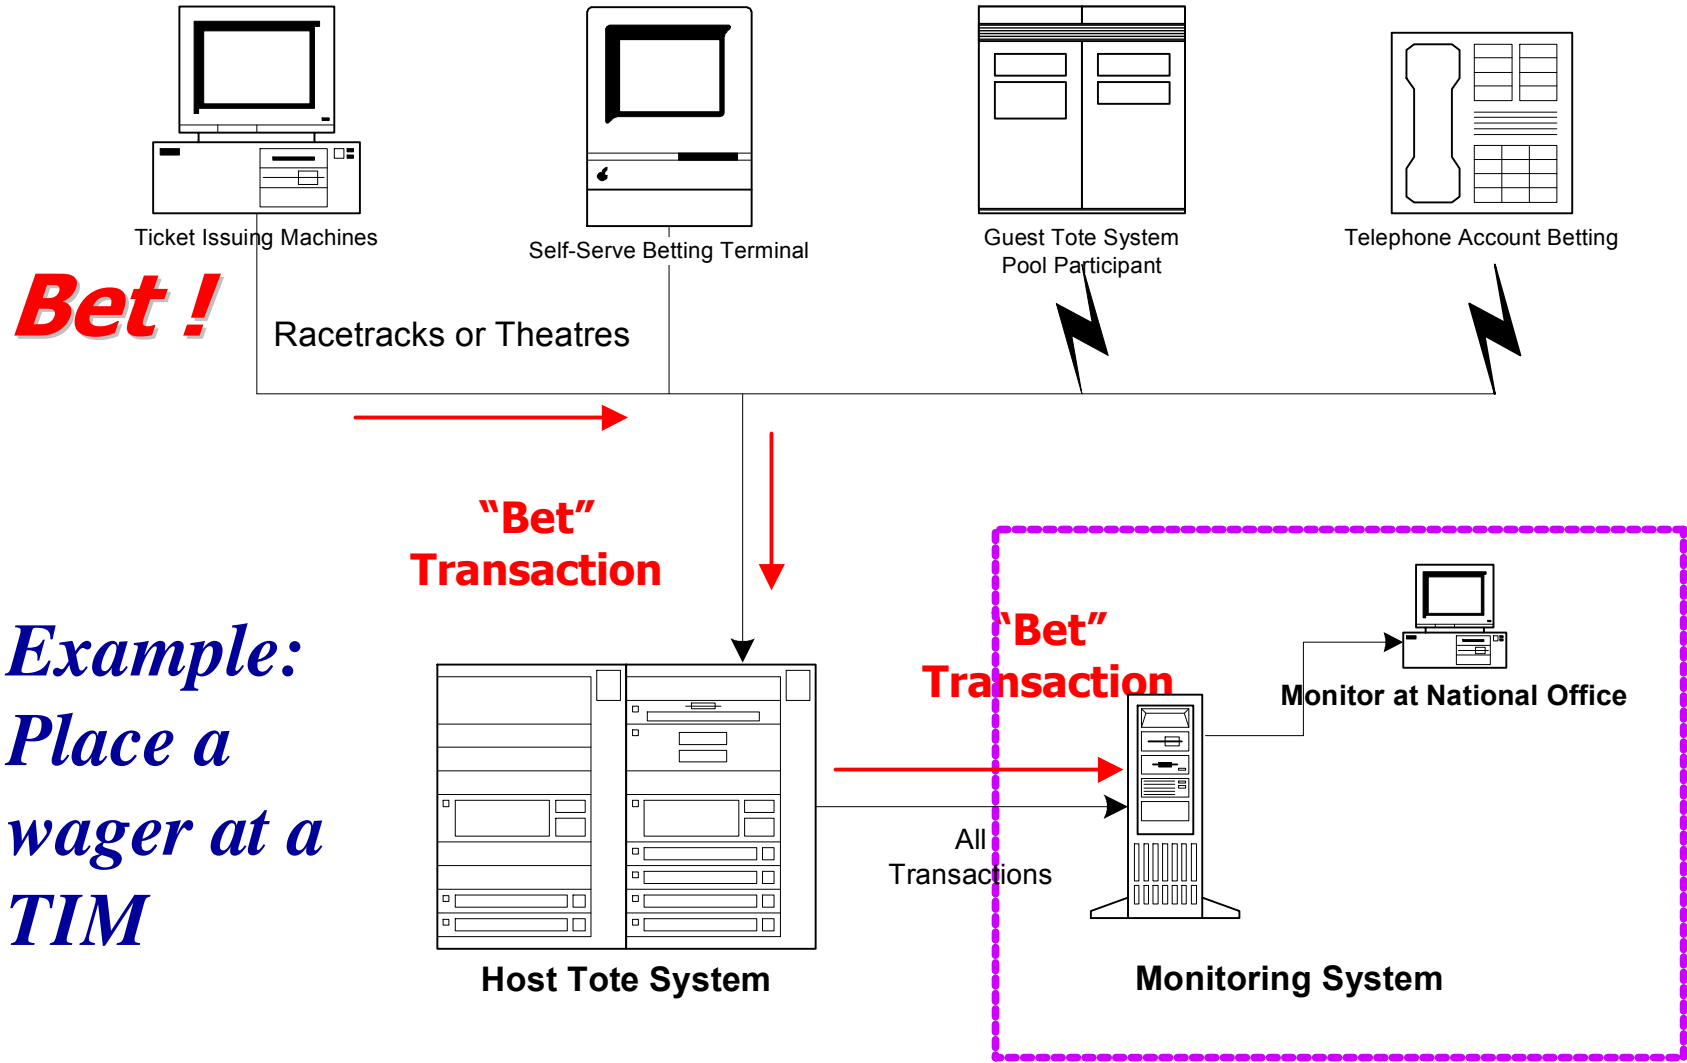 Ticket Issuing Machines
Self-Serve Betting Terminal
Guest Tote System
Pool Participant
Telephone Account Betting
Bet !
Racetracks or Theatres
“Bet”
Transaction
Example:
Place a
wager at a
TIM
“Bet”
Transaction
Monitor at National Office
All
Transactions
Host Tote System
Monitoring System